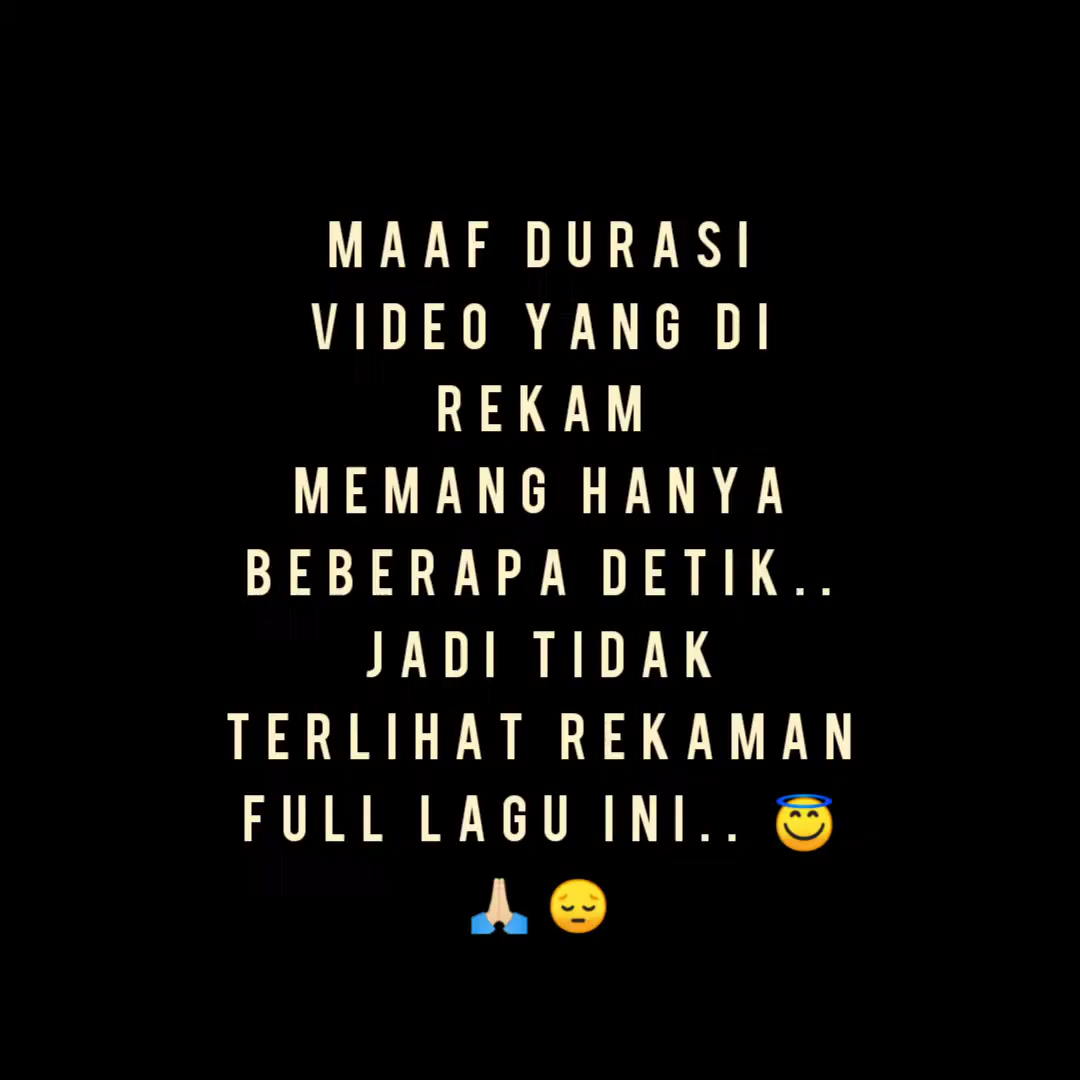 MAAF DURASI
VIDEO YANG DI
REKAM
MEMANG HANYA
BEBERAPA DETIK..
JADI TIDAK
TERLIHAT REKAMAN
FULL LAGU INI.. 😇
🙏🏻 😔